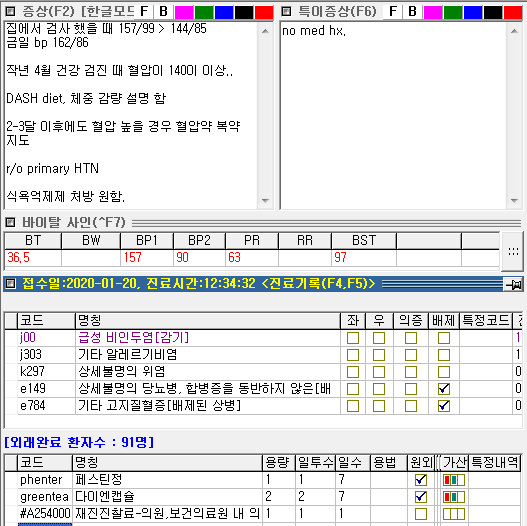 증상(F2) [한글모드 F B
특이증상(F6) F B
집에서 검사 했을 때 157/99 > 144/85
금일 bp 162/86
작년 4월 건강 검진 때 혈압이 140이 이상,,
DASH diet, 체중 감량 설명 함
2-3달 이후에도 혈압 높을 경우 혈압약 복약
지도
r/o primary HTN
식욕억제제 처방 원함,
no med hx,
바이탈 사인(^F7)
BT BW BP1 BP2 PR RR BST
36,5 157 90 63 97
접수일:2020-01-20, 진료시간:12:34:32 <진료기록(F4,F5)>
코드 명칭 좌 우 의증 배제 특정코드
j00 급성 비인두염[감기] 1
j303 기타 알레르기비염 1
k297 상세불명의 위염 0
e149 상세불명의 당뇨병, 합병증을 동반하지 않은[배 0
e784 기타 고지질혈증[배제된 상병] 0
[외래완료 환자수 : 91명]
코드 명칭 용량 일투수 일수 용법 원외 가산 특정내역
phenter 페스틴정 1 1 7
greentea 다이엔캡슐 2 2 7
#A254000 재진진찰료-의원,보건의료원 내 의 1 1 1